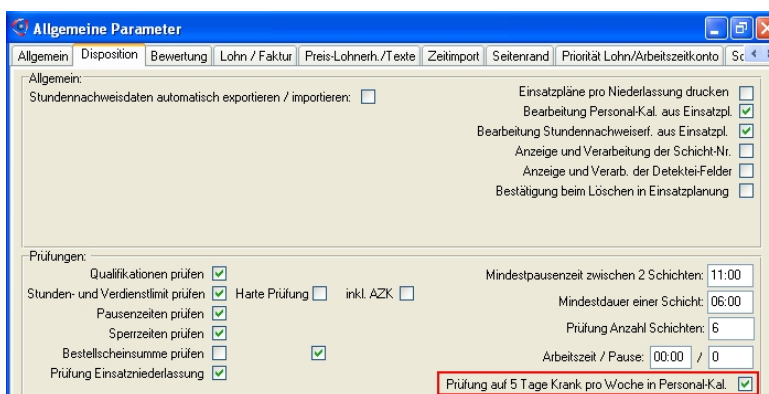 Allgemeine Parameter
Allgemein Disposition Bewertung Lohn / Faktur Preis-Lohnerh./Texte Zeitimport Seitenrand Priorität Lohn/Arbeitszeitkonto Sc
Allgemein:
Stundennachweisdaten automatisch exportieren / importieren:
Einsatzpläne pro Niederlassung drucken
Bearbeitung Personal-Kal. aus Einsatzpl.
Bearbeitung Stundennachweiserf. aus Einsatzpl.
Anzeige und Verarbeitung der Schicht-Nr.
Anzeige und Verarb. der Detektei-Felder
Bestätigung beim Löschen in Einsatzplanung
Prüfungen:
Qualifikationen prüfen
Stunden- und Verdienstlimit prüfen Harte Prüfung inkl. AZK
Pausenzeiten prüfen
Sperrzeiten prüfen
Bestellscheinsumme prüfen
Prüfung Einsatzniederlassung
Mindestpausenzeit zwischen 2 Schichten: 11:00
Mindestdauer einer Schicht: 06:00
Prüfung Anzahl Schichten: 6
Arbeitszeit / Pause: 00:00 / 0
Prüfung auf 5 Tage Krank pro Woche in Personal-Kal.